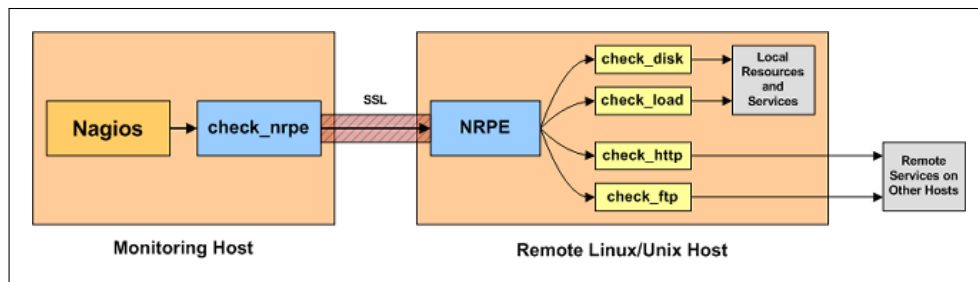 Nagios
check_nrpe
SSL
NRPE
check_disk
check_load
check_http
check_ftp
Local
Resources
and
Services
Remote
Services on
Other Hosts
Monitoring Host
Remote Linux/Unix Host